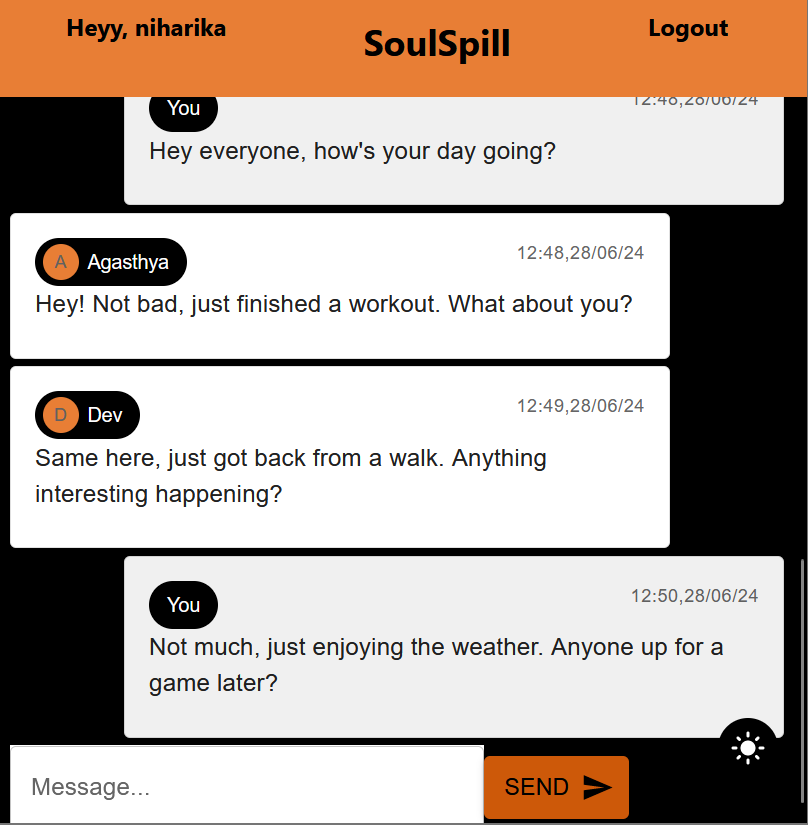 Heyy, niharika
SoulSpill
Logout
You
12:48,28/06/24
Hey everyone, how's your day going?
A Agasthya
12:48,28/06/24
Hey! Not bad, just finished a workout. What about you?
D Dev
12:49,28/06/24
Same here, just got back from a walk. Anything
interesting happening?
You
12:50,28/06/24
Not much, just enjoying the weather. Anyone up for a
game later?
Message...
SEND